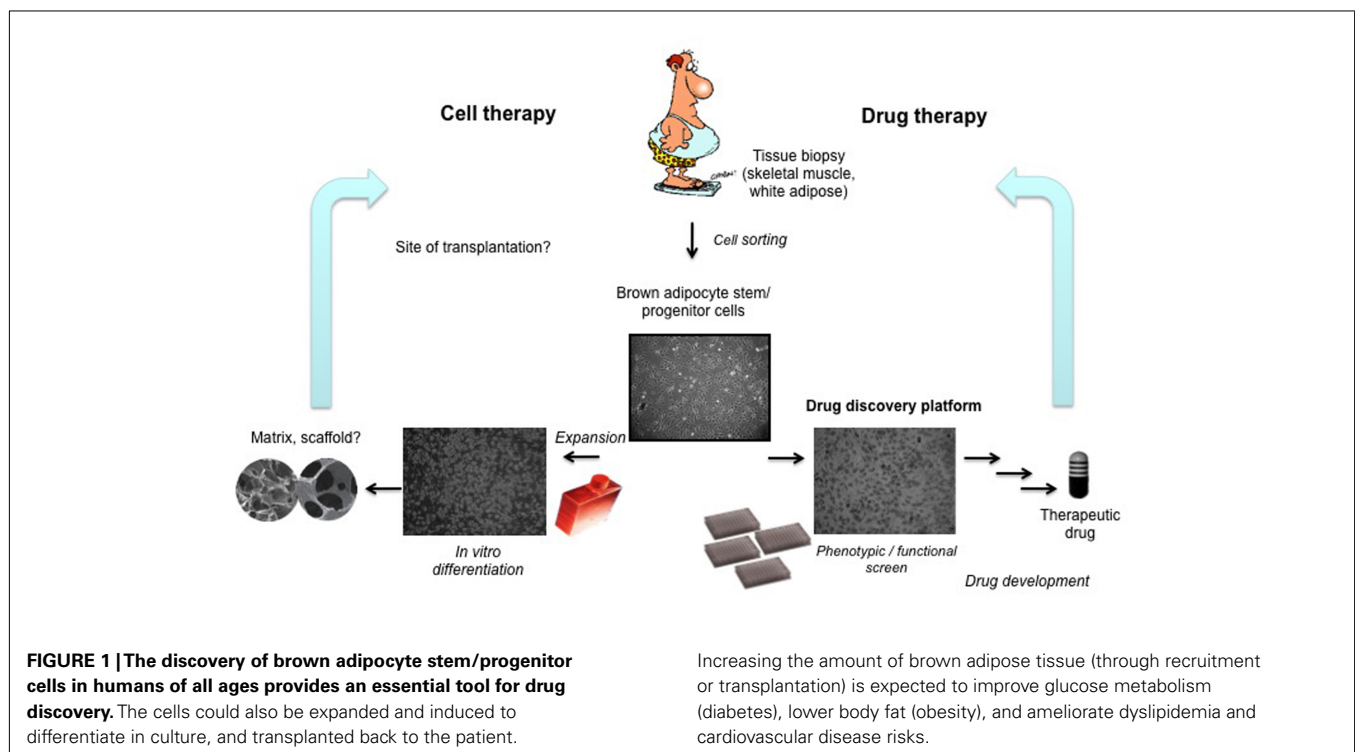 Cell therapy
Drug therapy
Tissue biopsy
(skeletal muscle,
white adipose)
Cell sorting
Site of transplantation?
Brown adipocyte stem/
progenitor cells
Drug discovery platform
Matrix, scaffold?
Expansion
In vitro
differentiation
Phenotypic / functional
screen
Therapeutic
drug
Drug development
FIGURE 1 | The discovery of brown adipocyte stem/progenitor
cells in humans of all ages provides an essential tool for drug
discovery. The cells could also be expanded and induced to
differentiate in culture, and transplanted back to the patient.
Increasing the amount of brown adipose tissue (through recruitment
or transplantation) is expected to improve glucose metabolism
(diabetes), lower body fat (obesity), and ameliorate dyslipidemia and
cardiovascular disease risks.